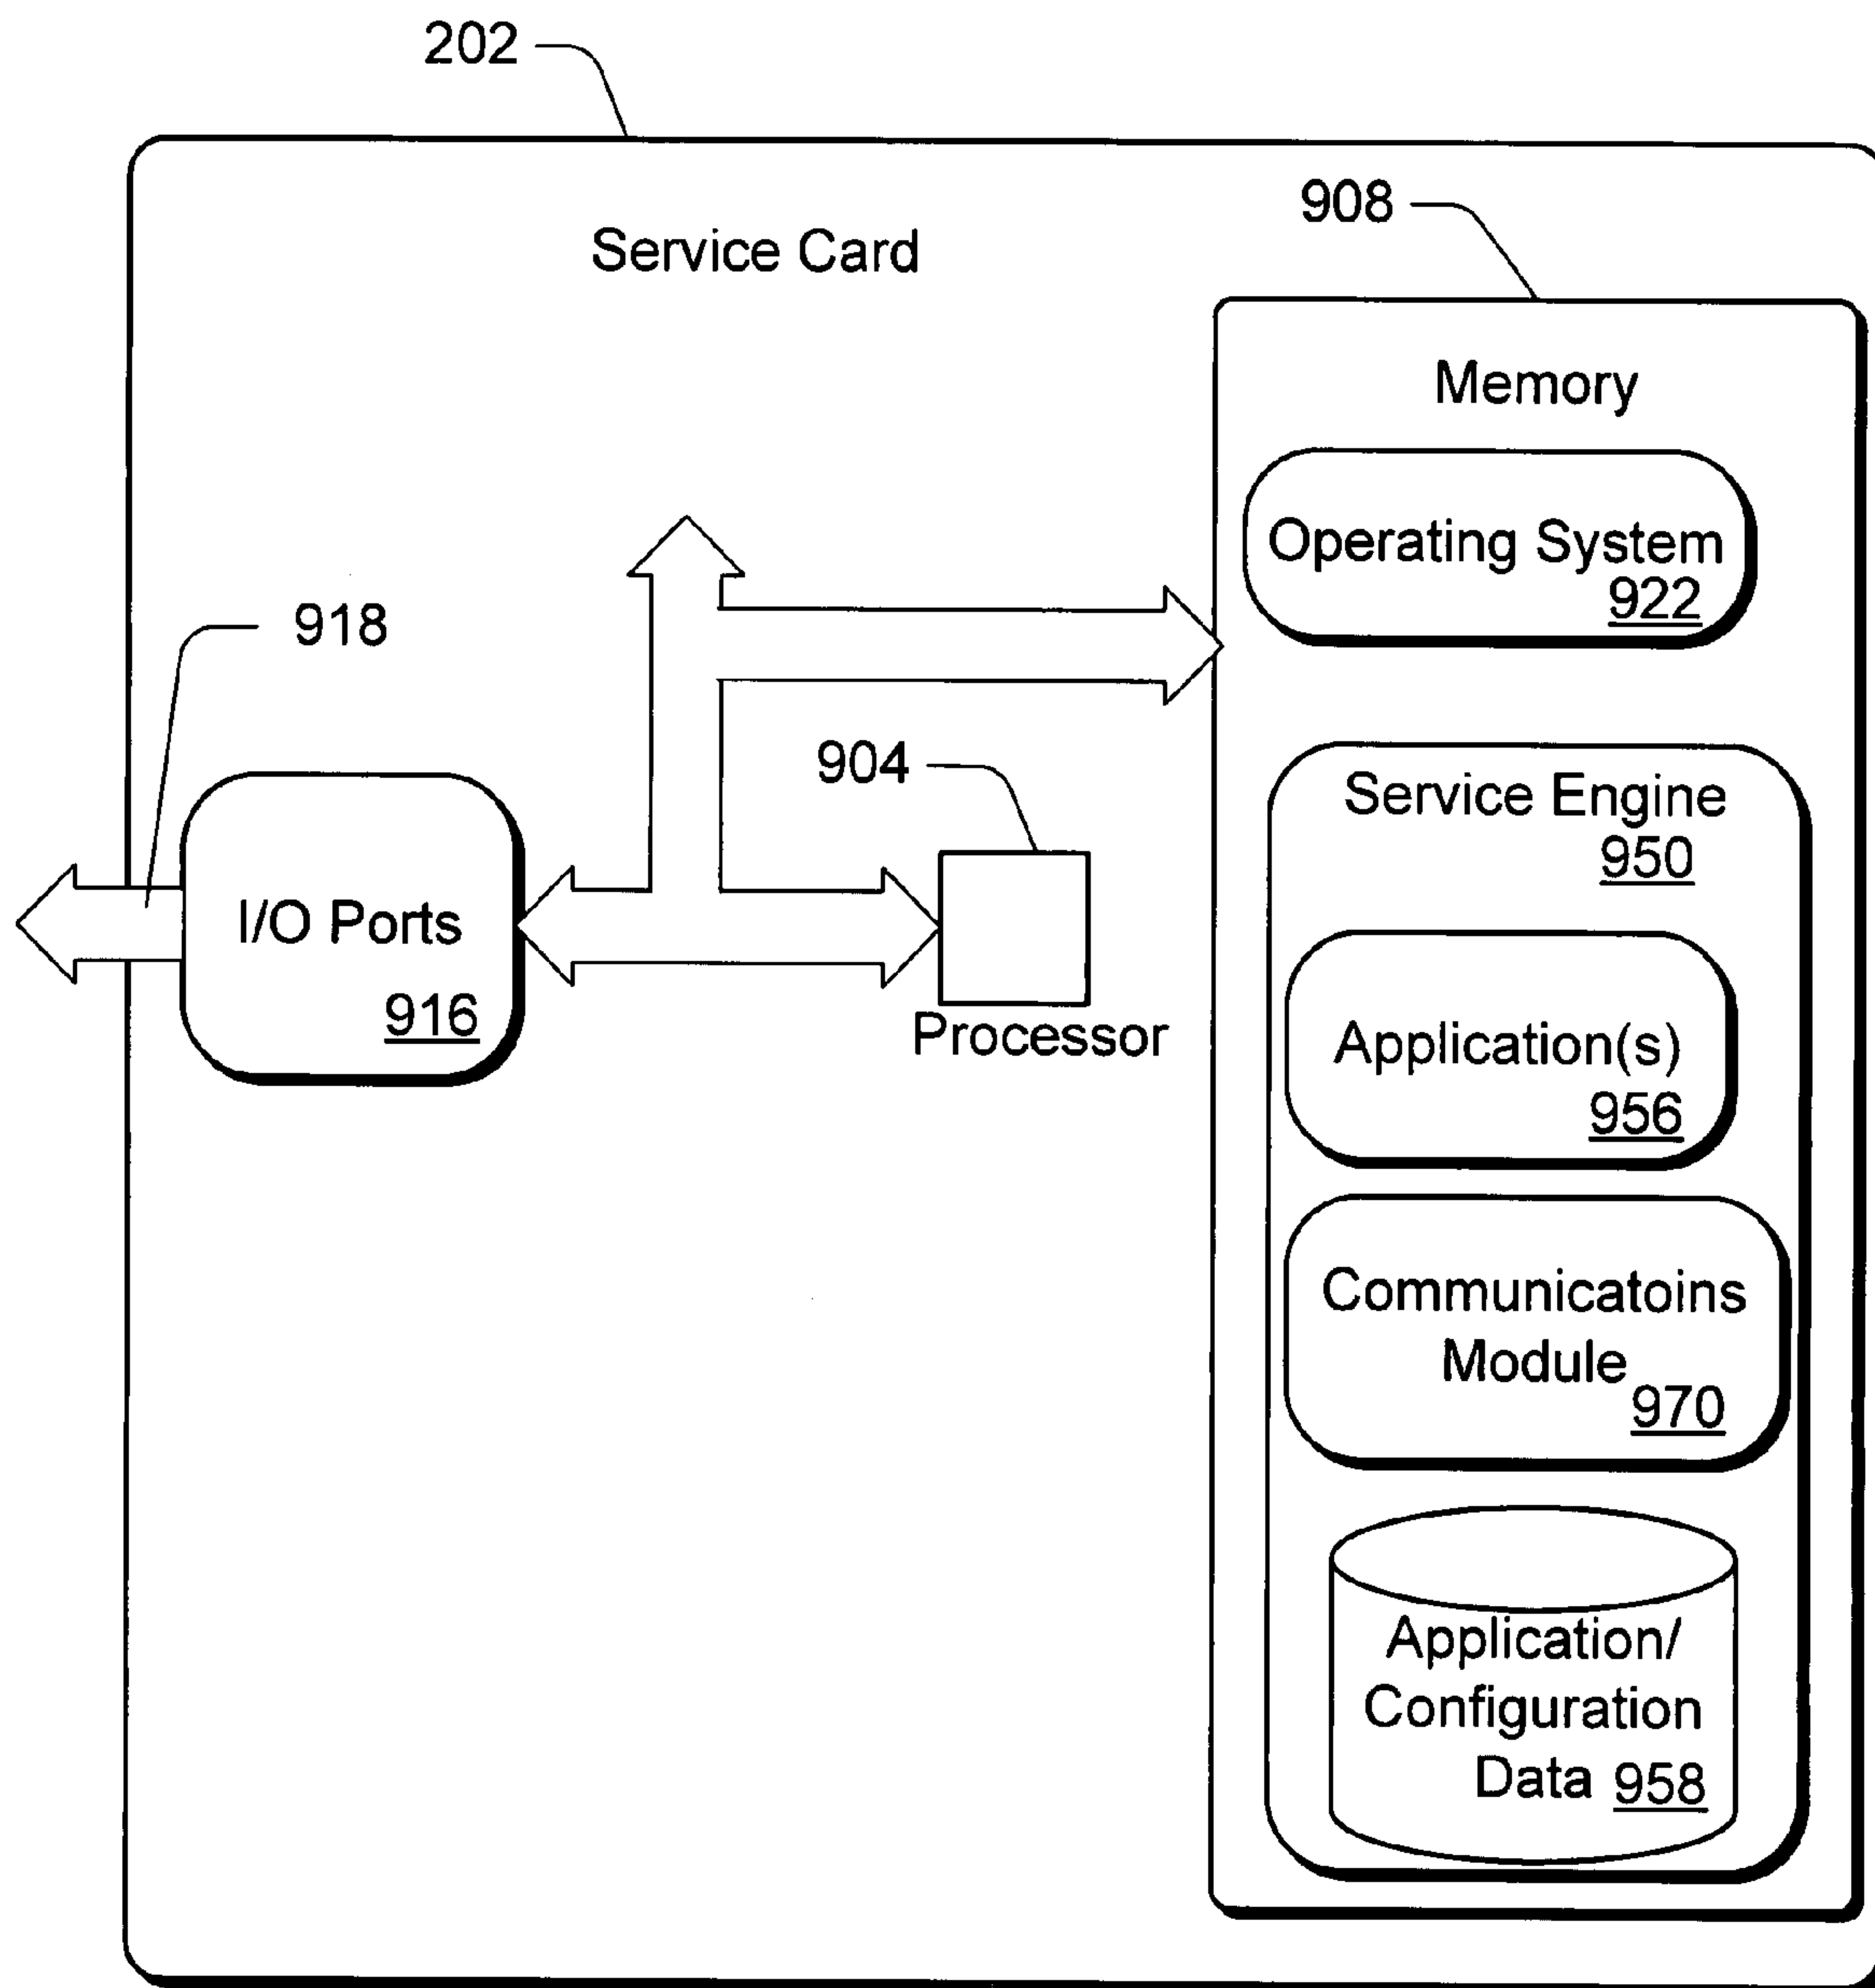 202
908
Service Card
Memory
Operating System
922
918
904
Service Engine
950
I/O Ports
916
Processor
Application(s)
956
Communicatoins
Module
970
Application/
Configuration
Data 958